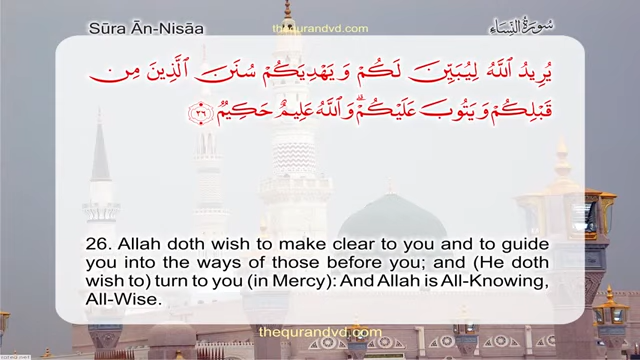 Sūra Ān-Nisāa
thequrandvd.com
سُورَةُ النِّسَاءِ
يُرِيدُ ٱللَّهُ لِيُبَيِّنَ لَكُمْ وَيَهْدِيَكُمْ سُنَنَ ٱلَّذِينَ مِن
قَبْلِكُمْ وَيَتُوبَ عَلَيْكُمْ ۗ وَٱللَّهُ عَلِيمٌ حَكِيمٌ ٢٦
26. Allah doth wish to make clear to you and to guide
you into the ways of those before you; and (He doth
wish to) turn to you (in Mercy): And Allah is All-Knowing,
All-Wise.
thequrandvd.com